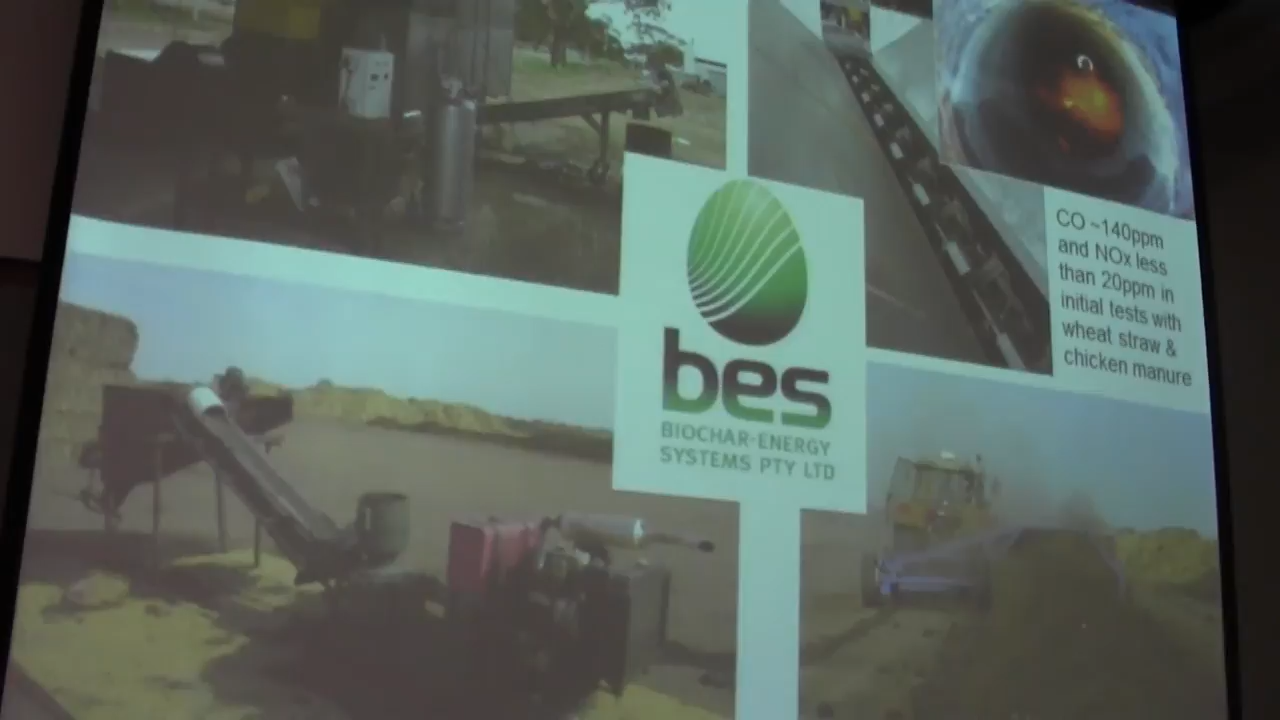 bes
BIOCHAR-ENERGY
SYSTEMS PTY LTD
CO ~140ppm
and NOx less
than 20ppm in
initial tests with
wheat straw &
chicken manure